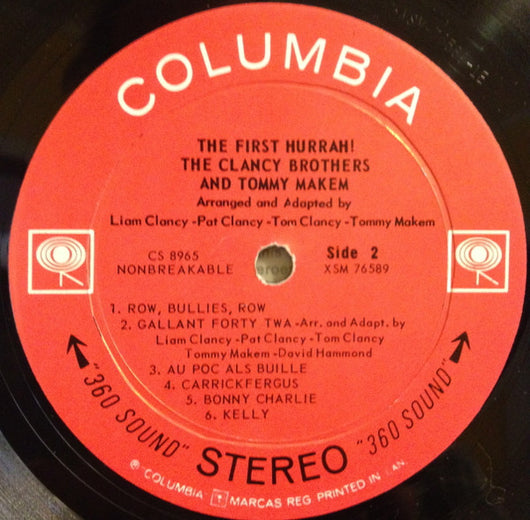 COLUMBIA
THE FIRST HURRAH!
THE CLANCY BROTHERS
AND TOMMY MAKEM
Arranged and Adapted by
Liam Clancy -Pat Clancy -Tom Clancy -Tommy Makem
CS 8965
NONBREAKABLE
Side 2
XSM 76589
1. ROW, BULLIES, ROW
2. GALLANT FORTY TWA -Arr. and Adapt. by
Liam Clancy -Pat Clancy -Tom Clancy
Tommy Makem -David Hammond
3. AU POC ALS BUILLE
4. CARRICKFERGUS
5. BONNY CHARLIE
6. KELLY
"360 SOUND" STEREO "360 SOUND"
® "COLUMBIA" MARCAS REG PRINTED IN